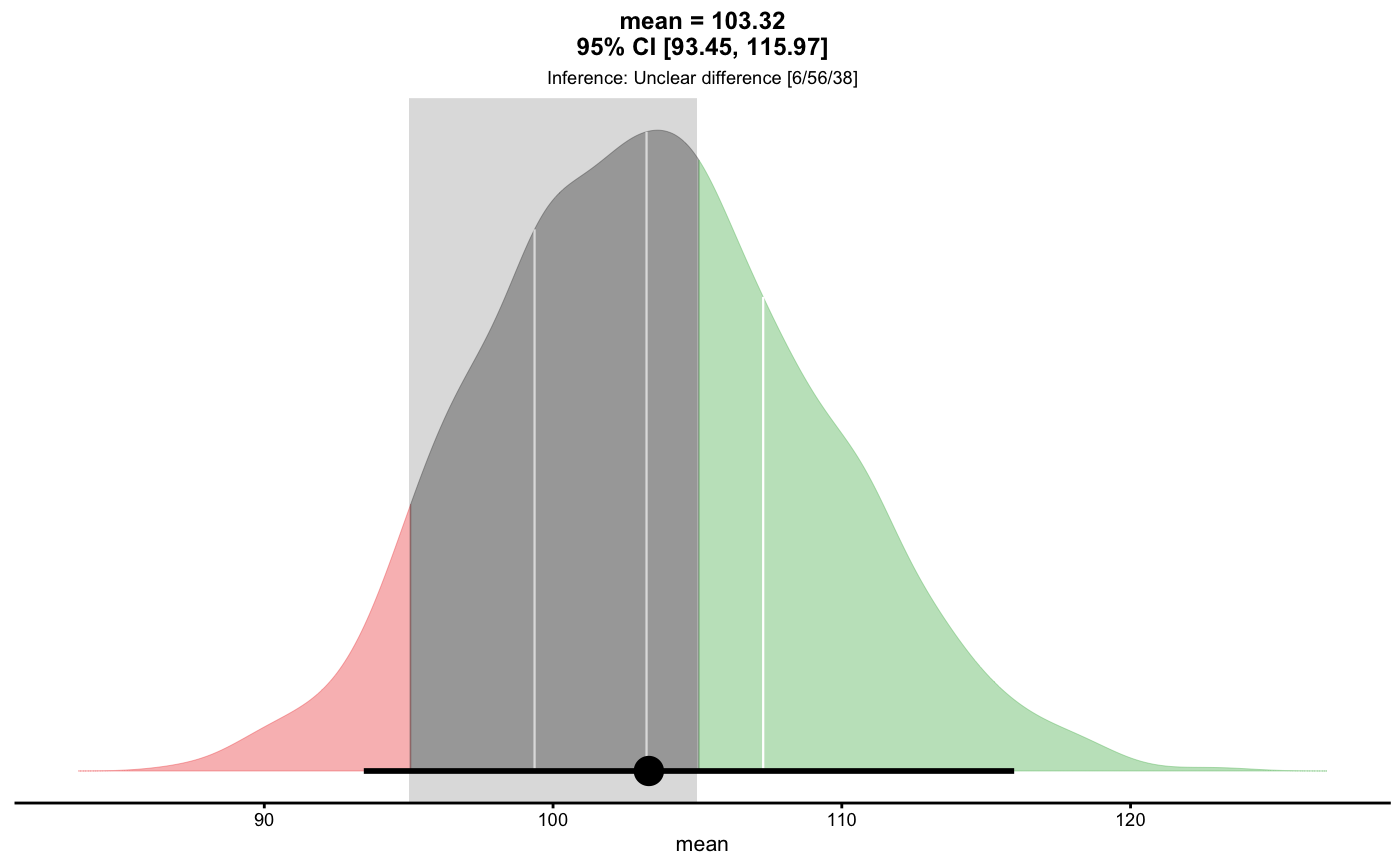 mean = 103.32
95% CI [93.45, 115.97]
Inference: Unclear difference [6/56/38]
90 100 110 120
mean